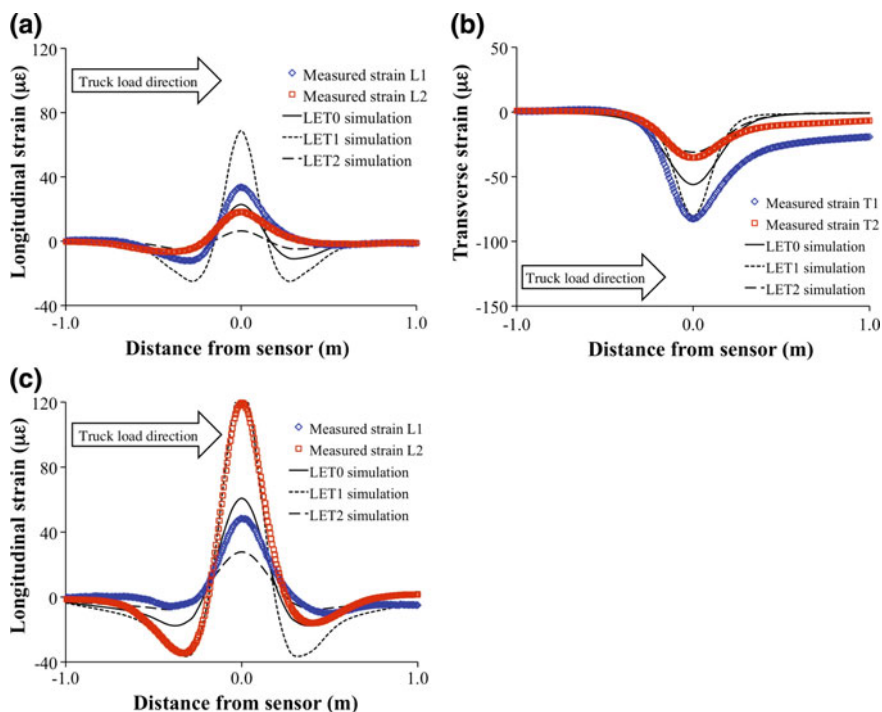 (a)
120
80
40
0
-40
-1.0
0.0
1.0
Longitudinal strain (με)
Distance from sensor (m)
Truck load direction
Measured strain L1
Measured strain L2
LET0 simulation
LET1 simulation
LET2 simulation
(b)
50
0
-50
-100
-150
-1.0
0.0
1.0
Transverse strain (με)
Distance from sensor (m)
Measured strain T1
Measured strain T2
LET0 simulation
LET1 simulation
LET2 simulation
Truck load direction
(c)
120
80
40
0
-40
-1.0
0.0
1.0
Longitudinal strain (με)
Distance from sensor (m)
Truck load direction
Measured strain L1
Measured strain L2
LET0 simulation
LET1 simulation
LET2 simulation